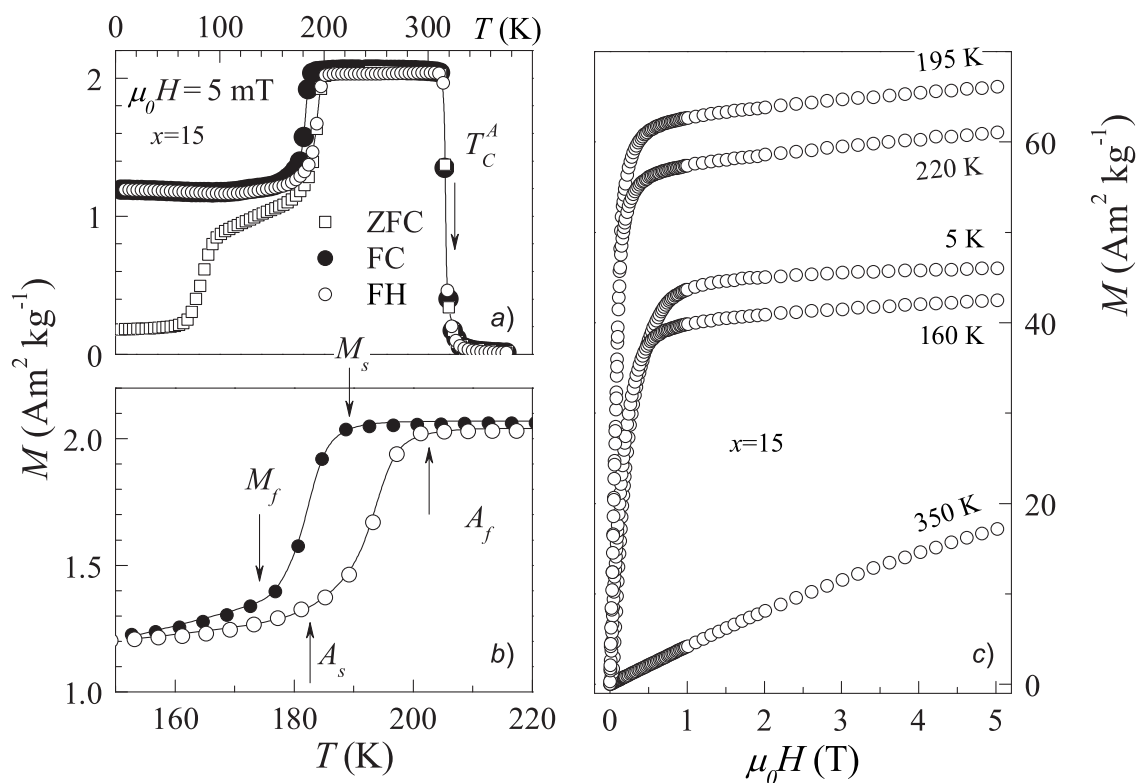 0 100 200 300 T (K)
μ₀H = 5 mT
x=15
T_C^A
ZFC
FC
FH
a)
2
1
0
M (Am² kg⁻¹)
M_s
M_f
A_f
A_s
b)
2.0
1.5
1.0
160 180 200 220
T (K)
195 K
220 K
5 K
160 K
x=15
350 K
c)
60
40
20
0
M (Am² kg⁻¹)
0 1 2 3 4 5
μ₀H (T)